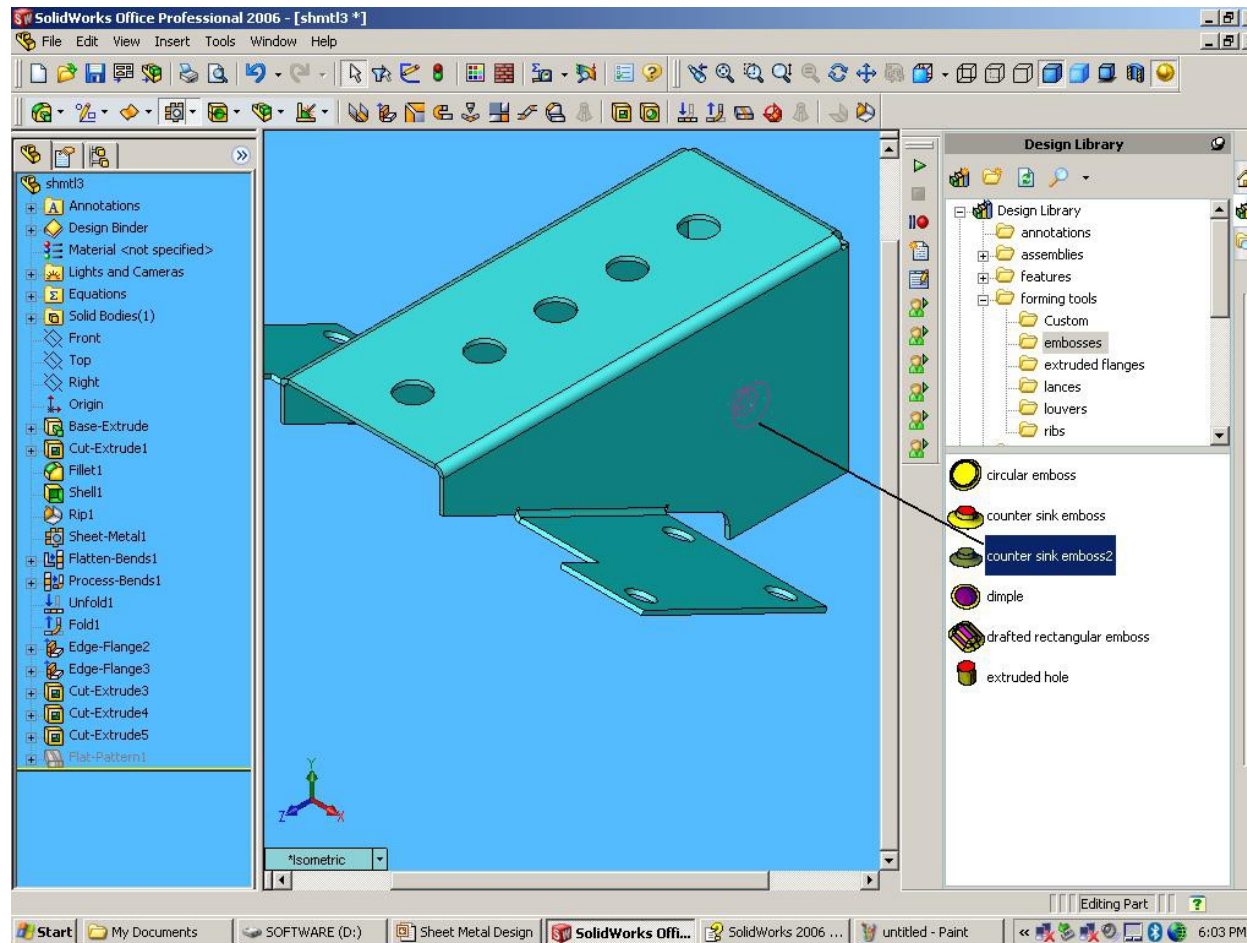 SolidWorks Office Professional 2006 - [shmtl3 *]
File Edit View Insert Tools Window Help
Design Library
shmtl3
Annotations
Design Binder
Material <not specified>
Lights and Cameras
Equations
Solid Bodies(1)
Front
Top
Right
Origin
Base-Extrude
Cut-Extrude1
Fillet1
Shell1
Rip1
Sheet-Metal1
Flatten-Bends1
Process-Bends1
Unfold1
Fold1
Edge-Flange2
Edge-Flange3
Cut-Extrude3
Cut-Extrude4
Cut-Extrude5
Flat-Pattern1
Y
Z
X
*Isometric
Design Library
annotations
assemblies
features
forming tools
Custom
embosses
extruded flanges
lances
louvers
ribs
circular emboss
counter sink emboss
counter sink emboss2
dimple
drafted rectangular emboss
extruded hole
Editing Part
Start My Documents SOFTWARE (D:) Sheet Metal Design SolidWorks Offi... SolidWorks 2006 ... untitled - Paint 6:03 PM